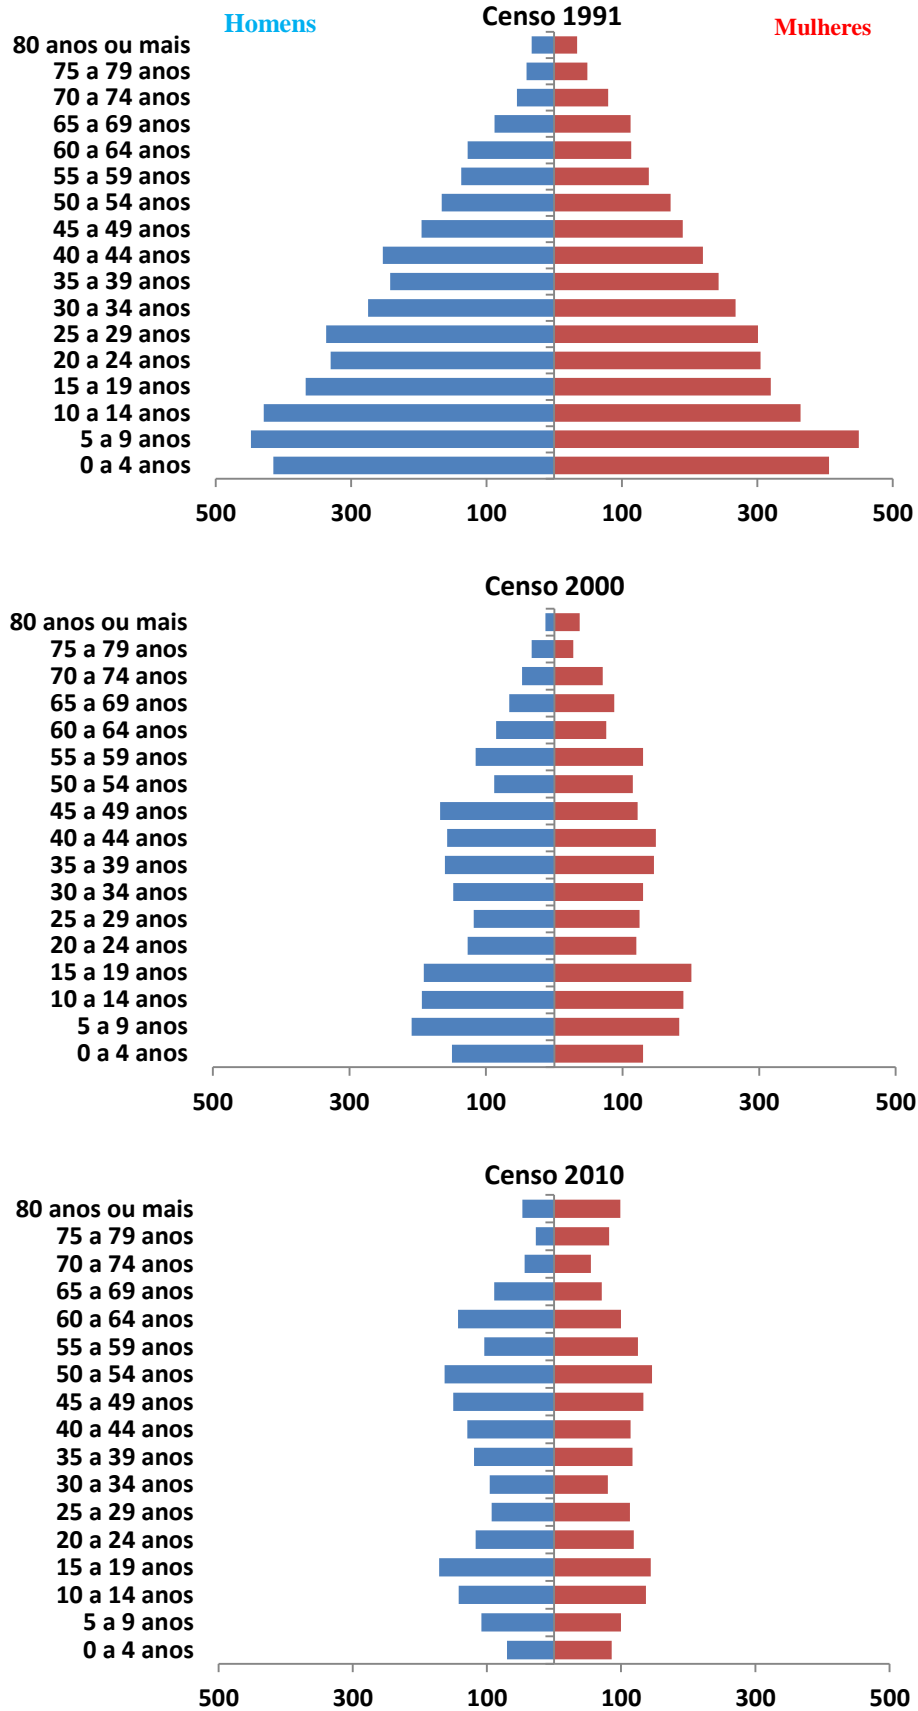 Censo 1991
Homens
Mulheres
80 anos ou mais
75 a 79 anos
70 a 74 anos
65 a 69 anos
60 a 64 anos
55 a 59 anos
50 a 54 anos
45 a 49 anos
40 a 44 anos
35 a 39 anos
30 a 34 anos
25 a 29 anos
20 a 24 anos
15 a 19 anos
10 a 14 anos
5 a 9 anos
0 a 4 anos
500 300 100 100 300 500
Censo 2000
80 anos ou mais
75 a 79 anos
70 a 74 anos
65 a 69 anos
60 a 64 anos
55 a 59 anos
50 a 54 anos
45 a 49 anos
40 a 44 anos
35 a 39 anos
30 a 34 anos
25 a 29 anos
20 a 24 anos
15 a 19 anos
10 a 14 anos
5 a 9 anos
0 a 4 anos
500 300 100 100 300 500
Censo 2010
80 anos ou mais
75 a 79 anos
70 a 74 anos
65 a 69 anos
60 a 64 anos
55 a 59 anos
50 a 54 anos
45 a 49 anos
40 a 44 anos
35 a 39 anos
30 a 34 anos
25 a 29 anos
20 a 24 anos
15 a 19 anos
10 a 14 anos
5 a 9 anos
0 a 4 anos
500 300 100 100 300 500